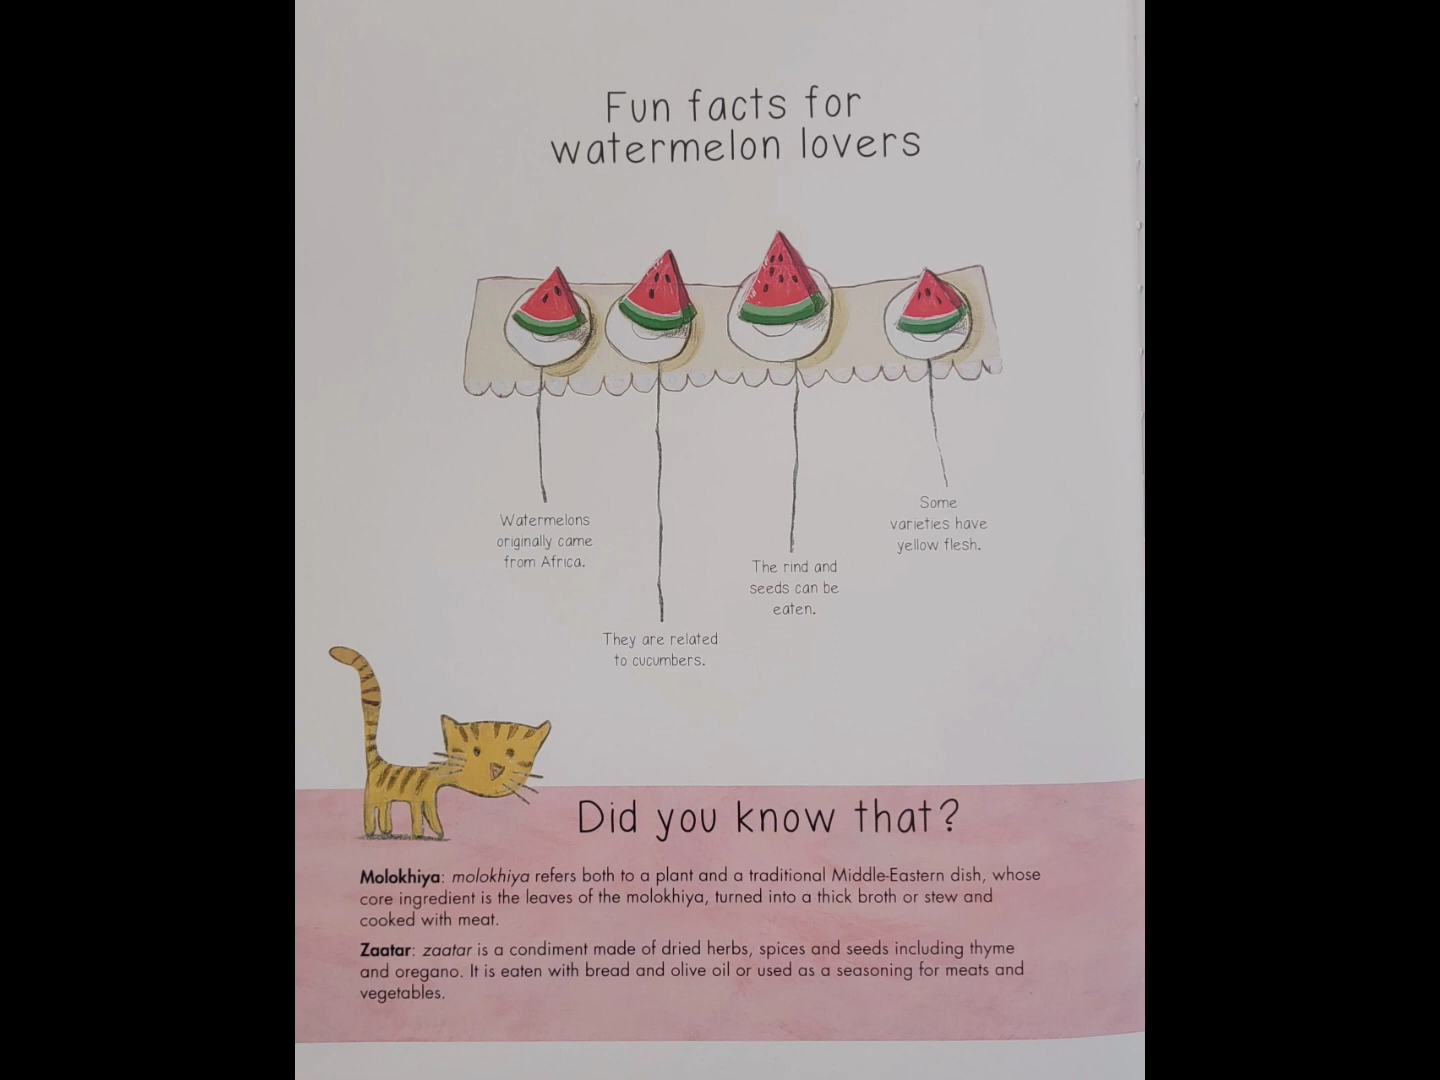 Fun facts for
watermelon lovers
Watermelons
originally came
from Africa.
They are related
to cucumbers.
The rind and
seeds can be
eaten.
Some
varieties have
yellow flesh.
Did you know that?
Molokhiya: molokhiya refers both to a plant and a traditional Middle-Eastern dish, whose
core ingredient is the leaves of the molokhiya, turned into a thick broth or stew and
cooked with meat.
Zaatar: zaatar is a condiment made of dried herbs, spices and seeds including thyme
and oregano. It is eaten with bread and olive oil or used as a seasoning for meats and
vegetables.